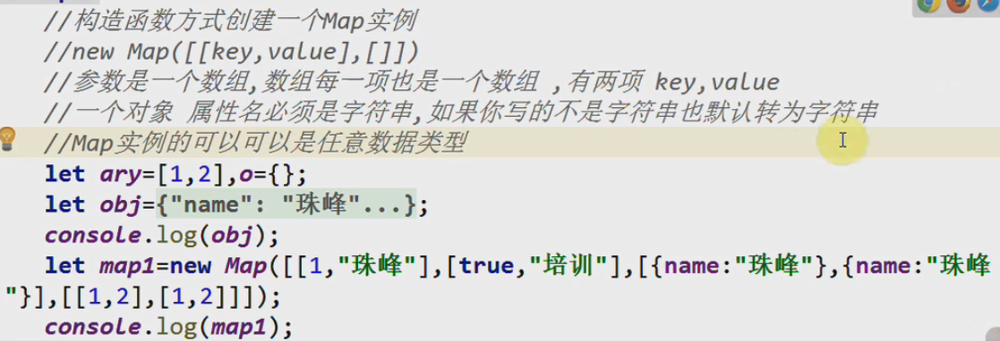 //构造函数方式创建一个Map实例
//new Map([[key,value],[]])
//参数是一个数组,数组每一项也是一个数组 ,有两项 key,value
//一个对象 属性名必须是字符串,如果你写的不是字符串也默认转为字符串
//Map实例的可以可以是任意数据类型
let ary=[1,2],o={};
let obj={"name": "珠峰"...};
console.log(obj);
let map1=new Map([[1,"珠峰"],[true,"培训"],[{name:"珠峰"},{name:"珠峰
"}],[[1,2],[1,2]]]);
console.log(map1);